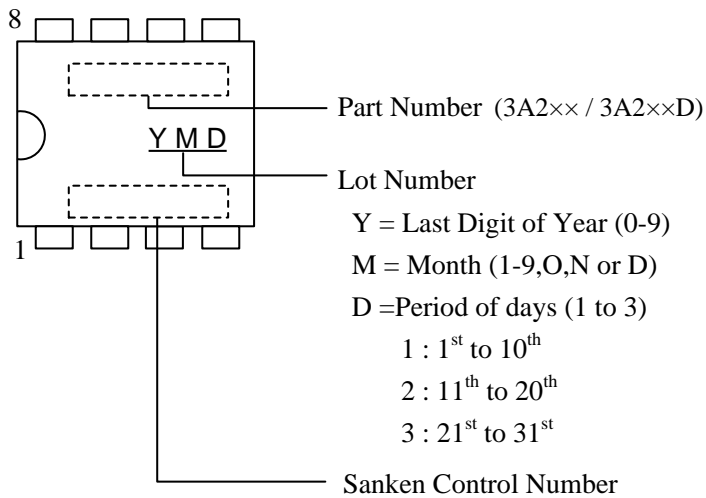 8
Part Number (3A2×× / 3A2××D)
Y M D
Lot Number
Y = Last Digit of Year (0-9)
M = Month (1-9,O,N or D)
D =Period of days (1 to 3)
1 : 1st to 10th
2 : 11th to 20th
3 : 21st to 31st
1
Sanken Control Number